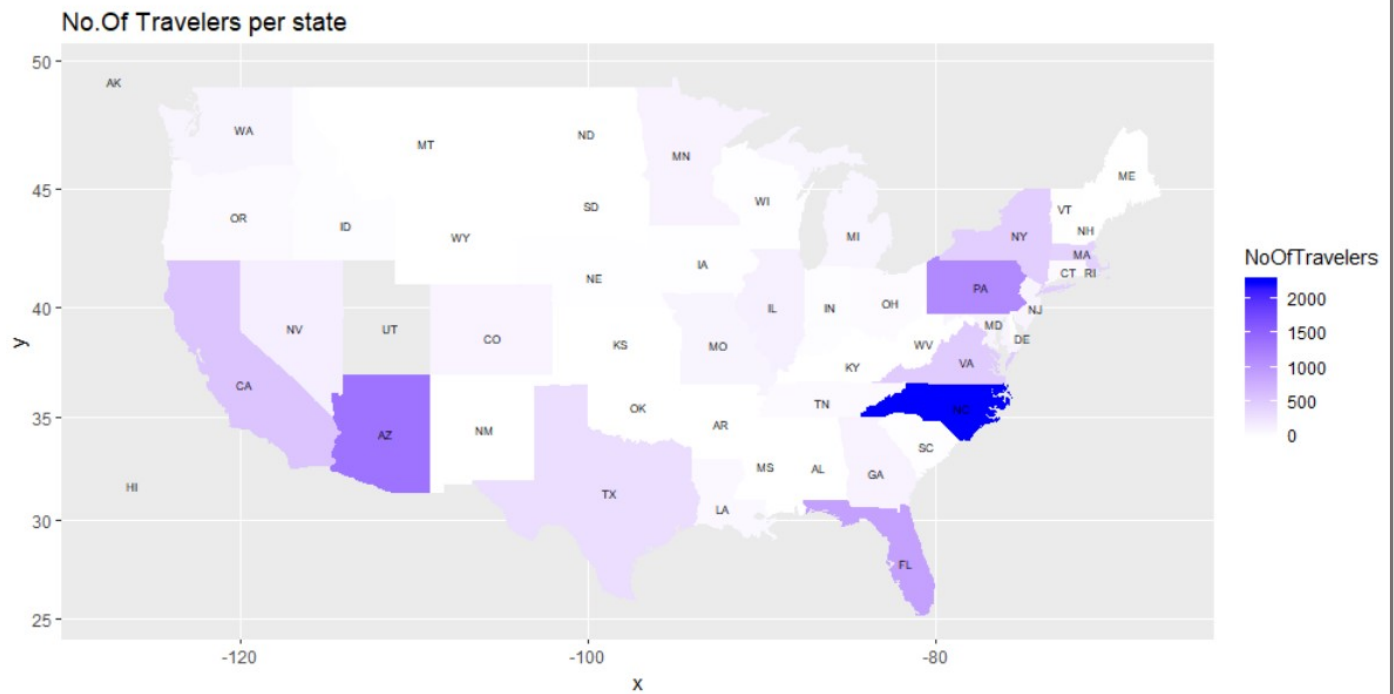 No.Of Travelers per state
50
AK
WA
MT
ND
MN
ME
45
OR
ID
WY
SD
WI
MI
NY
VT
NH
MA
NE
IA
CT RI
40
NV
UT
CO
KS
MO
IL
IN
OH
PA
NJ
MD
DE
WV
VA
KY
CA
35
AZ
NM
OK
AR
TN
NC
SC
MS
AL
GA
HI
TX
LA
30
FL
25
y
-120
-100
-80
x
NoOfTravelers
2000
1500
1000
500
0